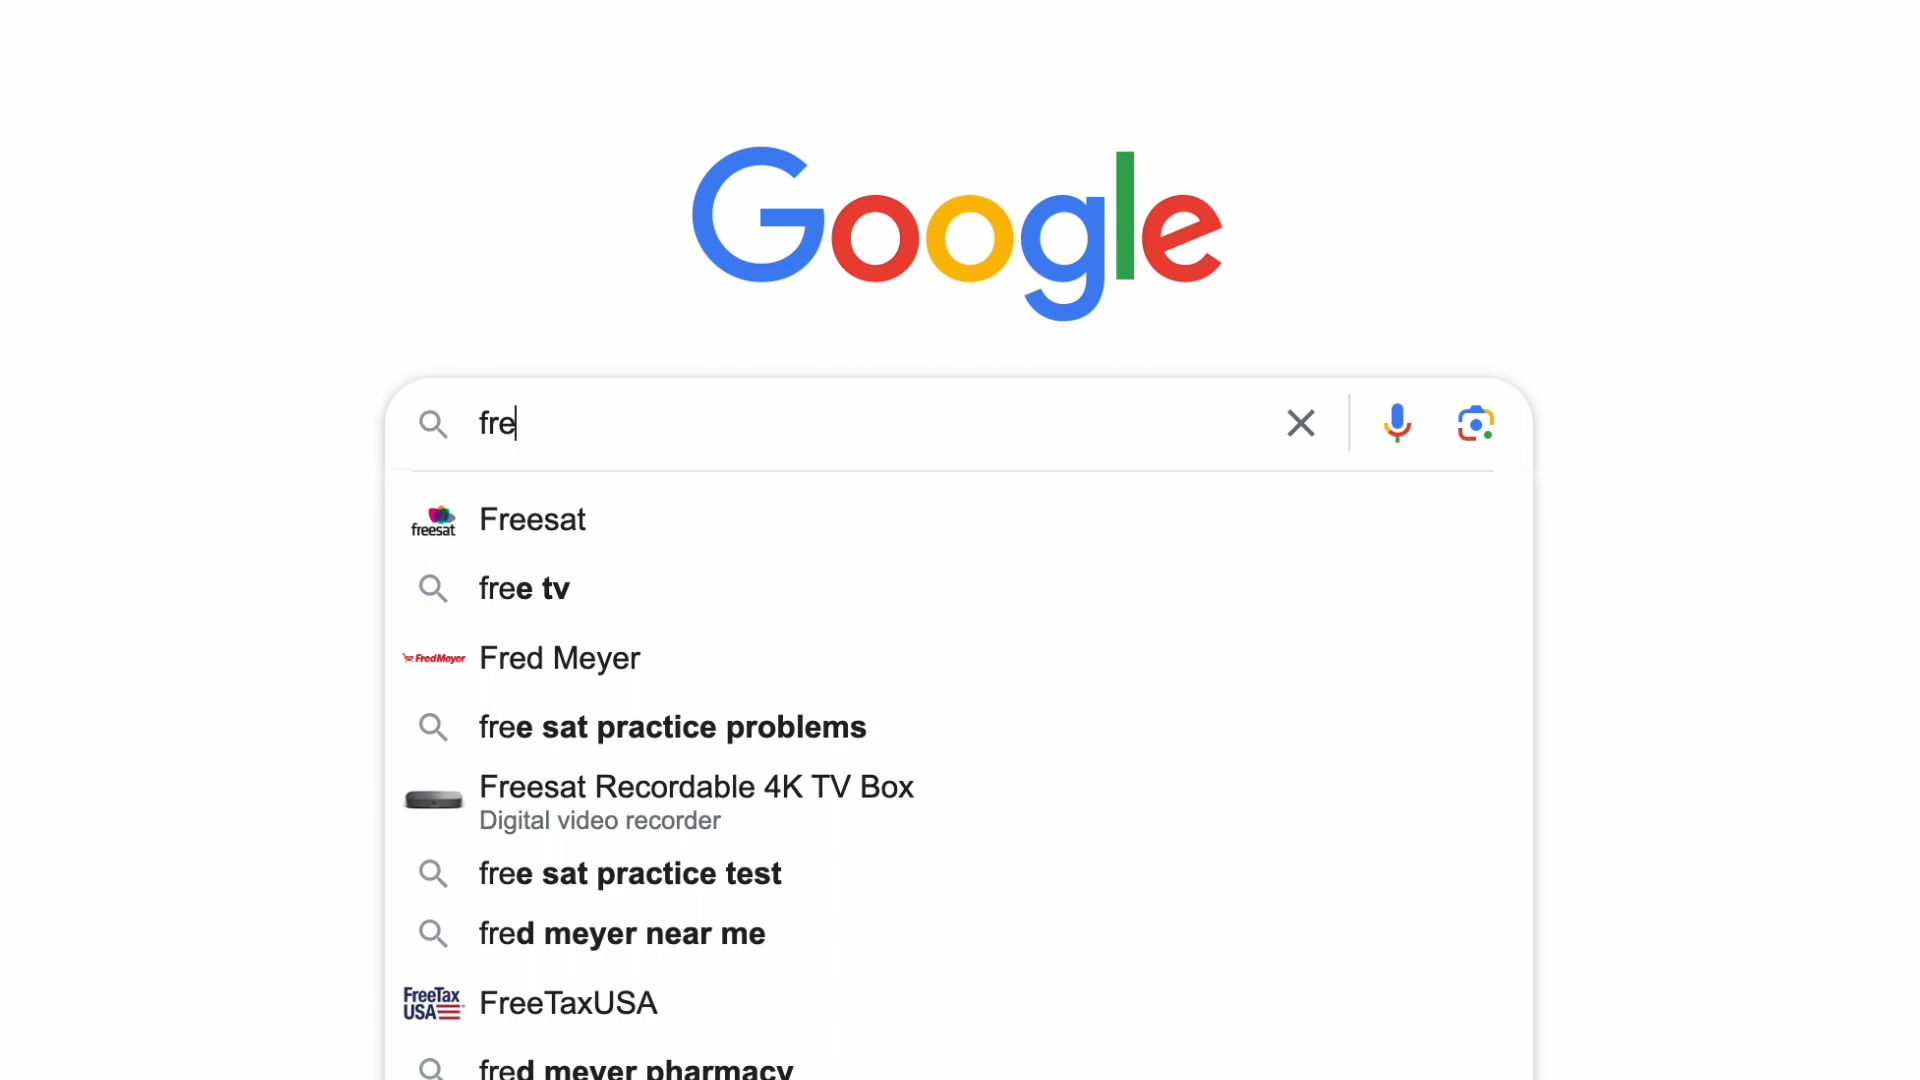 Google
fre
freesat Freesat
free tv
FredMeyer Fred Meyer
free sat practice problems
Freesat Recordable 4K TV Box
Digital video recorder
free sat practice test
fred meyer near me
FreeTax
USA FreeTaxUSA
fred meyer pharmacy